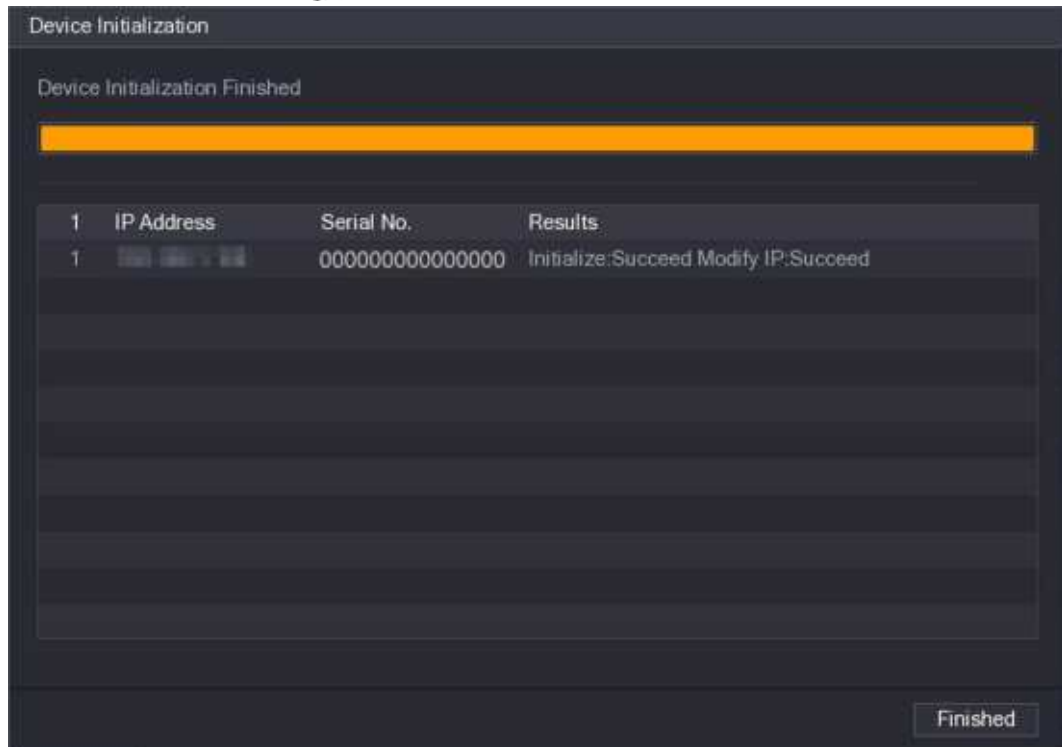 Device Initialization
Device Initialization Finished
1 IP Address Serial No. Results
1 000000000000000 Initialize:Succeed Modify IP:Succeed
Finished